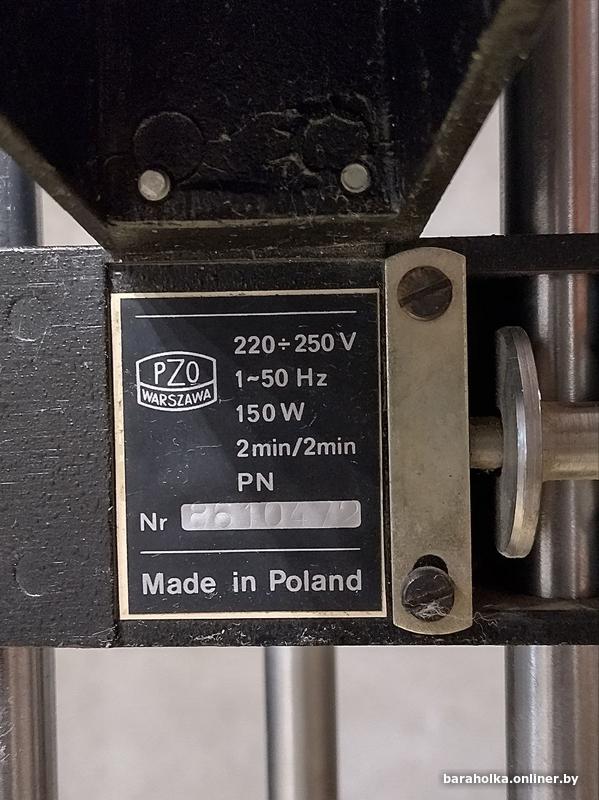 PZO
WARSZAWA
220÷250 V
1~50 Hz
150 W
2min/2min
PN
Nr
Made in Poland
baraholka.onliner.by